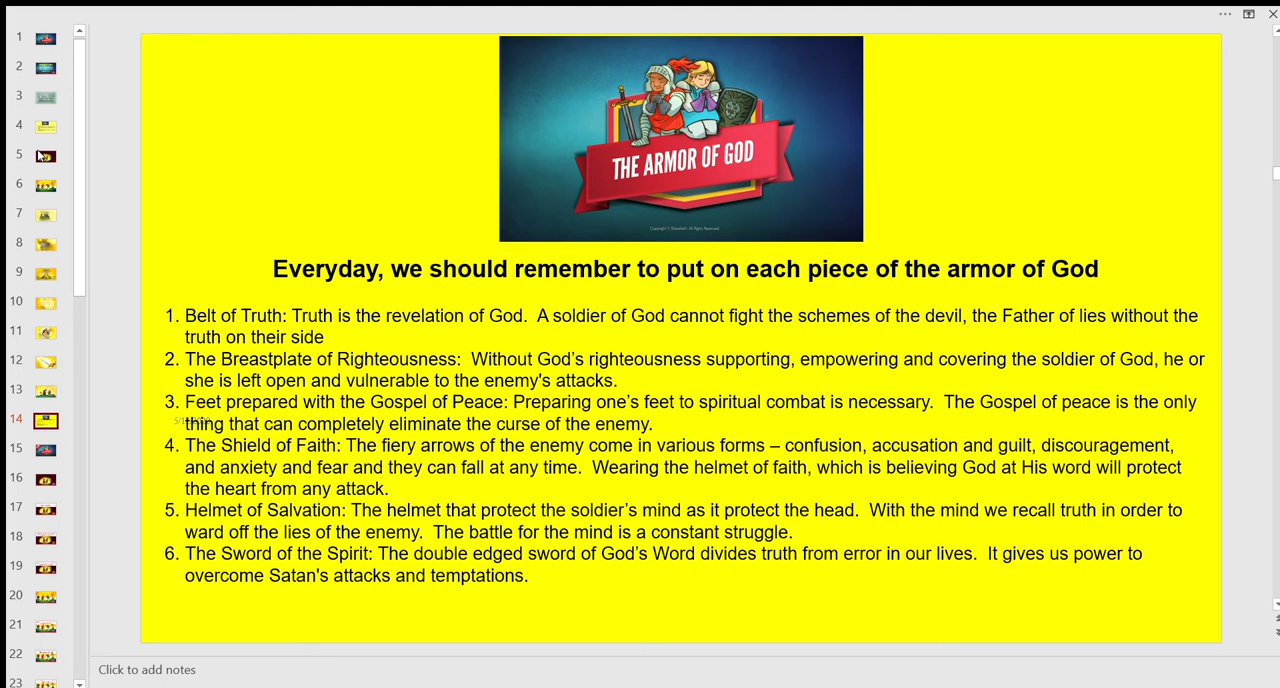 THE ARMOR OF GOD
Everyday, we should remember to put on each piece of the armor of God
1. Belt of Truth: Truth is the revelation of God.  A soldier of God cannot fight the schemes of the devil, the Father of lies without the
truth on their side
2. The Breastplate of Righteousness:  Without God’s righteousness supporting, empowering and covering the soldier of God, he or
she is left open and vulnerable to the enemy's attacks.
3. Feet prepared with the Gospel of Peace: Preparing one’s feet to spiritual combat is necessary.  The Gospel of peace is the only
thing that can completely eliminate the curse of the enemy.
4. The Shield of Faith: The fiery arrows of the enemy come in various forms – confusion, accusation and guilt, discouragement,
and anxiety and fear and they can fall at any time.  Wearing the helmet of faith, which is believing God at His word will protect
the heart from any attack.
5. Helmet of Salvation: The helmet that protect the soldier’s mind as it protect the head.  With the mind we recall truth in order to
ward off the lies of the enemy.  The battle for the mind is a constant struggle.
6. The Sword of the Spirit: The double edged sword of God’s Word divides truth from error in our lives.  It gives us power to
overcome Satan's attacks and temptations.
Click to add notes
1
2
3
4
5
6
7
8
9
10
11
12
13
14
15
16
17
18
19
20
21
22
23